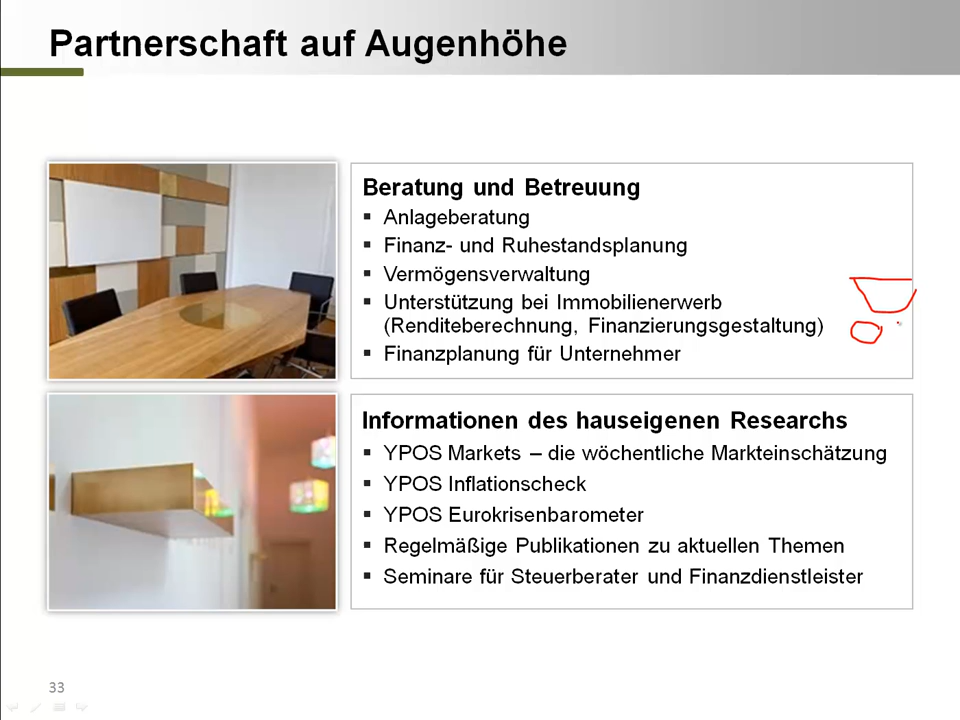 Partnerschaft auf Augenhöhe
Beratung und Betreuung
▪ Anlageberatung
▪ Finanz- und Ruhestandsplanung
▪ Vermögensverwaltung
▪ Unterstützung bei Immobilienerwerb
(Renditeberechnung, Finanzierungsgestaltung)
▪ Finanzplanung für Unternehmer
Informationen des hauseigenen Researchs
▪ YPOS Markets – die wöchentliche Markteinschätzung
▪ YPOS Inflationscheck
▪ YPOS Eurokrisenbarometer
▪ Regelmäßige Publikationen zu aktuellen Themen
▪ Seminare für Steuerberater und Finanzdienstleister
33